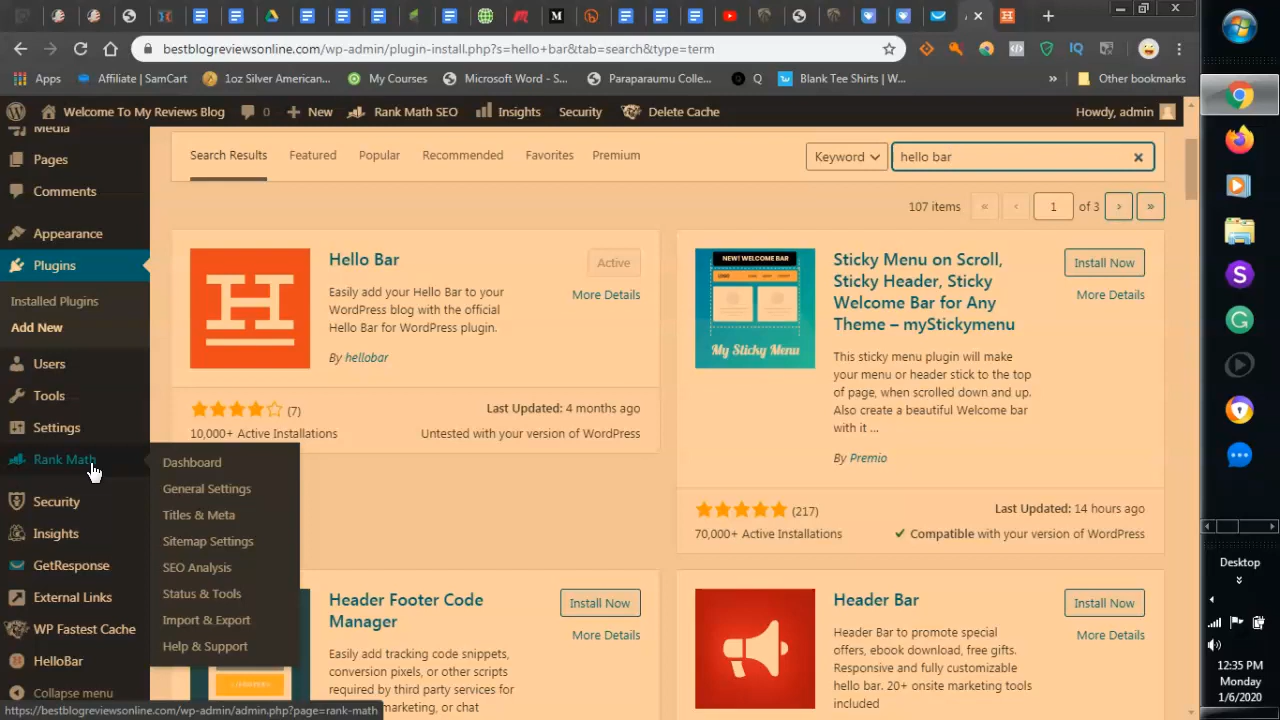 bestblogreviewsonline.com/wp-admin/plugin-install.php?s=hello+bar&tab=search&type=term
Apps
Affiliate | SamCart
1oz Silver American...
My Courses
Microsoft Word - S...
Paraparaumu Colle...
Q
Blank Tee Shirts | W...
»
Other bookmarks
Welcome To My Reviews Blog
0
New
Rank Math SEO
Insights
Security
Delete Cache
Howdy, admin
Media
Pages
Comments
Appearance
Plugins
Installed Plugins
Add New
Users
Tools
Settings
Rank Math
Security
Insights
GetResponse
External Links
WP Fastest Cache
HelloBar
Collapse menu
Dashboard
General Settings
Titles & Meta
Sitemap Settings
SEO Analysis
Status & Tools
Import & Export
Help & Support
Search Results
Featured
Popular
Recommended
Favorites
Premium
Keyword
hello bar
107 items
«
‹
1
of 3
›
»
Hello Bar
Active
More Details
Easily add your Hello Bar to your
WordPress blog with the official
Hello Bar for WordPress plugin.
By hellobar
(7)
10,000+ Active Installations
Last Updated: 4 months ago
Untested with your version of WordPress
NEW! WELCOME BAR
My Sticky Menu
Sticky Menu on Scroll,
Sticky Header, Sticky
Welcome Bar for Any
Theme – myStickymenu
Install Now
More Details
This sticky menu plugin will make
your menu or header stick to the top
of page, when scrolled down and up.
Also create a beautiful Welcome bar
with it ...
By Premio
(217)
70,000+ Active Installations
Last Updated: 14 hours ago
Compatible with your version of WordPress
Header Footer Code
Manager
Install Now
More Details
Easily add tracking code snippets,
conversion pixels, or other scripts
required by third party services for
marketing, or chat
Header Bar
Install Now
More Details
Header Bar to promote special
offers, ebook download, free gifts.
Responsive and fully customizable
hello bar. 20+ onsite marketing tools
included
https://bestblogreviewsonline.com/wp-admin/admin.php?page=rank-math
IQ
S
G
Desktop
12:35 PM
Monday
1/6/2020